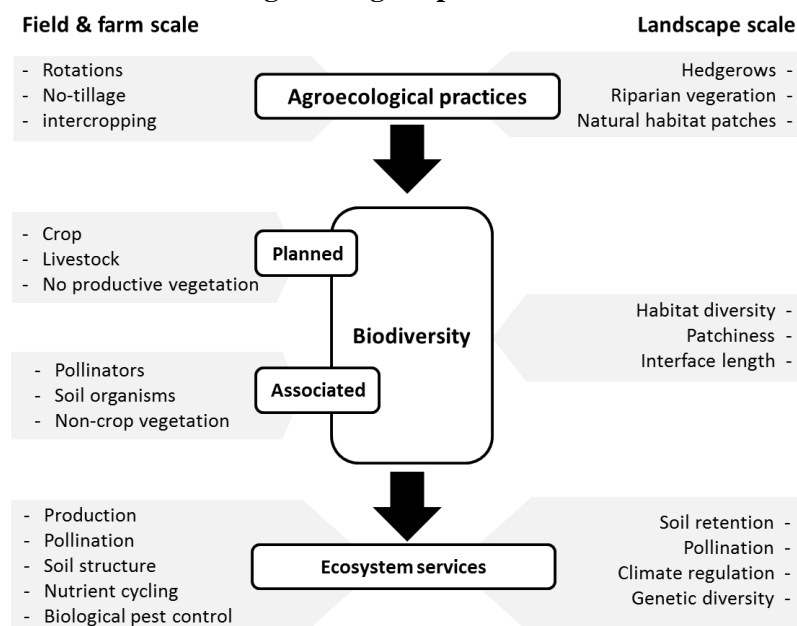 Field & farm scale
Landscape scale
- Rotations
- No-tillage
- intercropping
Agroecological practices
Hedgerows -
Riparian vegeration -
Natural habitat patches -
- Crop
- Livestock
- No productive vegetation
Planned
Biodiversity
Habitat diversity -
Patchiness -
Interface length -
- Pollinators
- Soil organisms
- Non-crop vegetation
Associated
- Production
- Pollination
- Soil structure
- Nutrient cycling
- Biological pest control
Ecosystem services
Soil retention -
Pollination -
Climate regulation -
Genetic diversity -